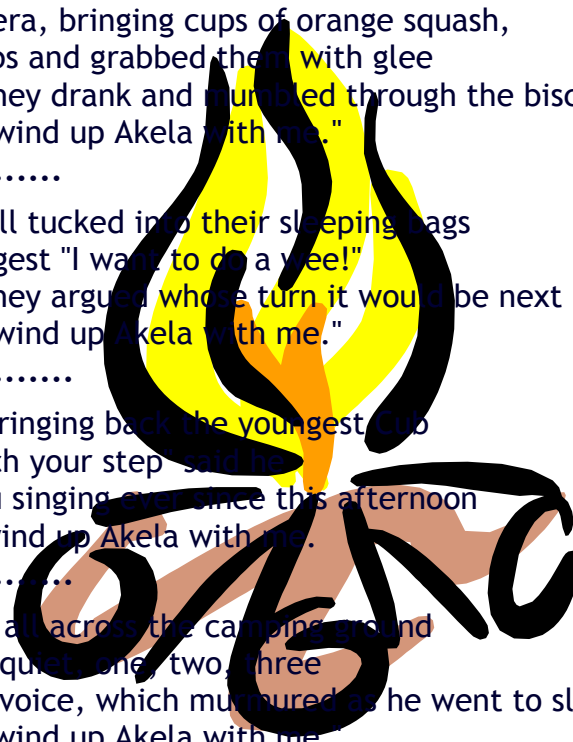 era, bringing cups of orange squash,
os and grabbed them with glee
hey drank and mumbled through the bisc
wind up Akela with me."
......
ll tucked into their sleeping bags
gest "I want to do a wee!"
hey argued whose turn it would be next
wind up Akela with me."
.......
ringing back the youngest Cub
ch your step" said he
u singing ever since this afternoon
wind up Akela with me.
.......
all across the camping ground
quiet, one, two, three
voice, which murmured as he went to sl
wind up Akela with me."